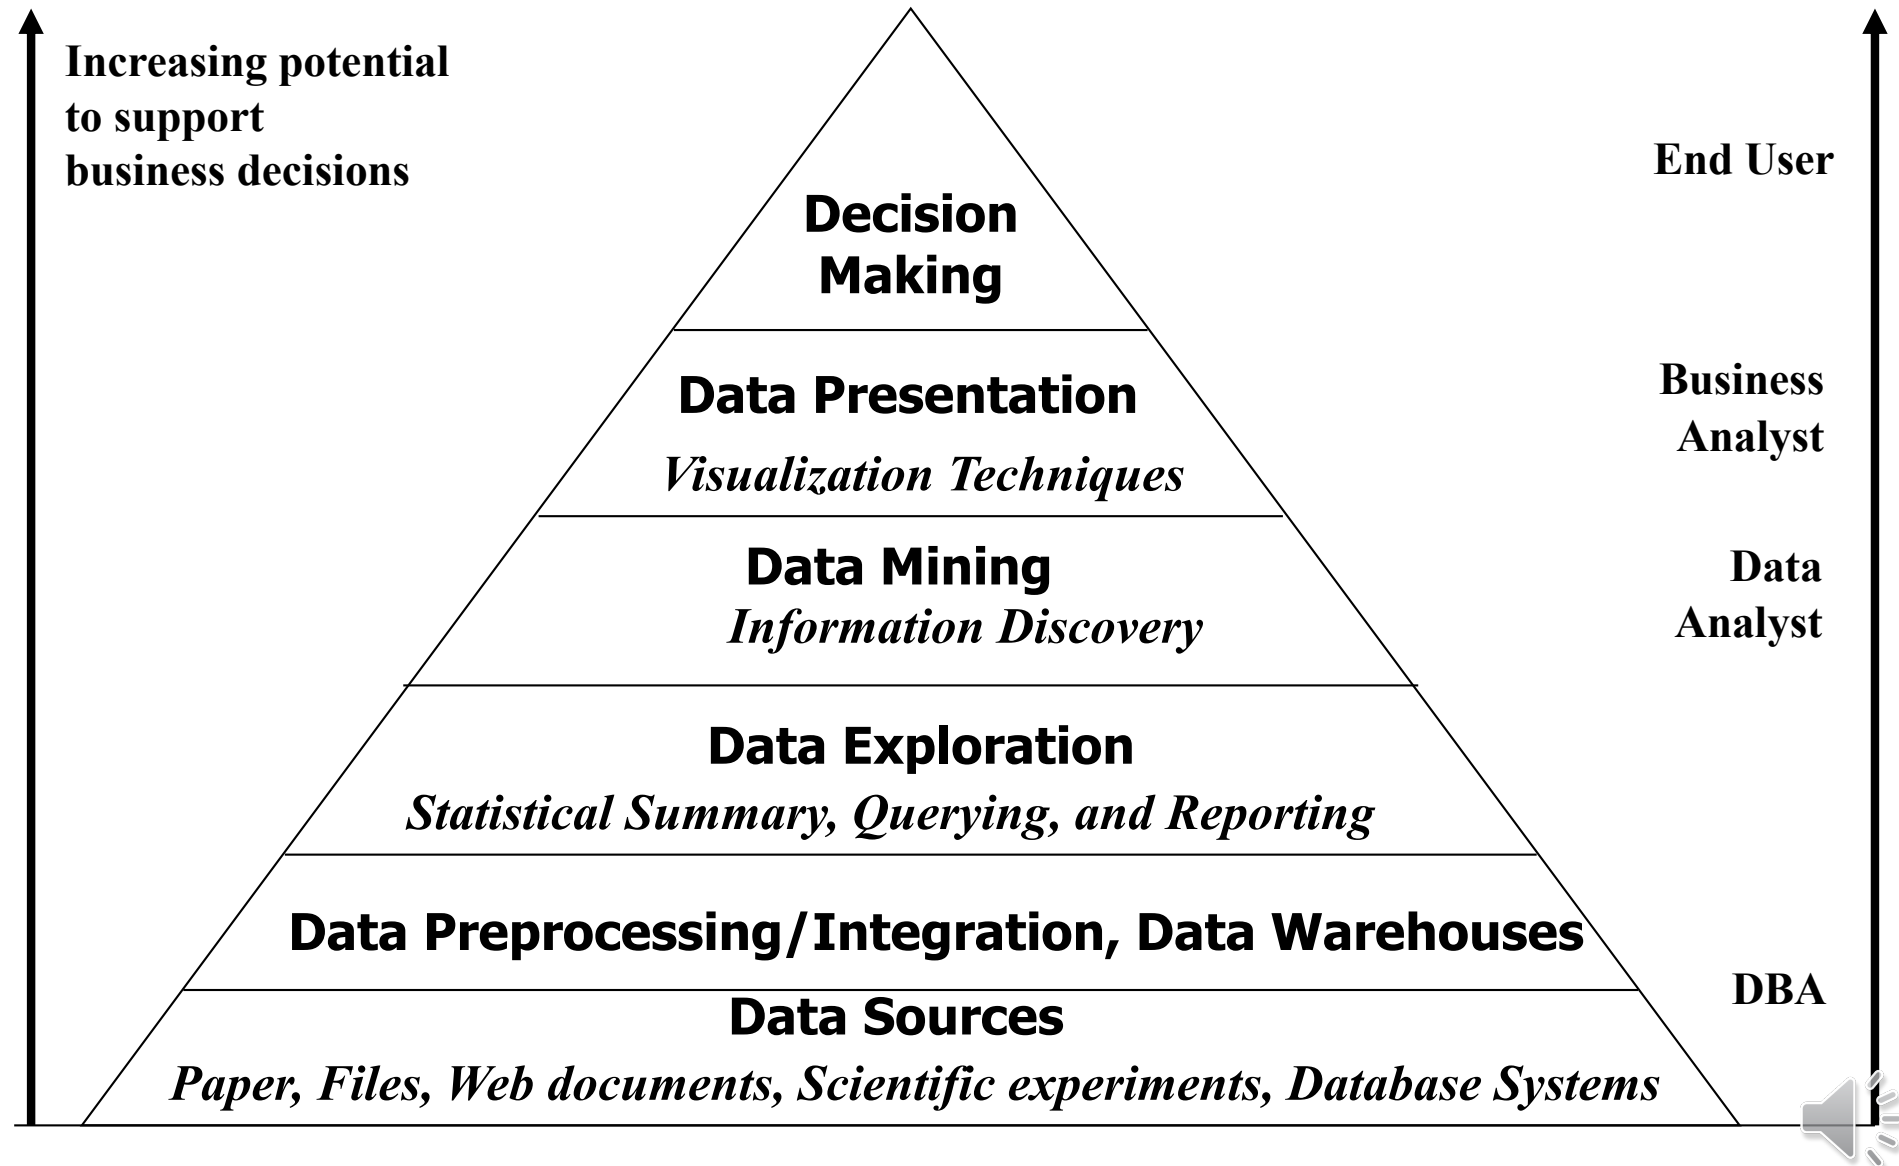 Increasing potential
to support
business decisions
End User
Decision
Making
Business
Analyst
Data Presentation
Visualization Techniques
Data Mining
Information Discovery
Data
Analyst
Data Exploration
Statistical Summary, Querying, and Reporting
Data Preprocessing/Integration, Data Warehouses
DBA
Data Sources
Paper, Files, Web documents, Scientific experiments, Database Systems